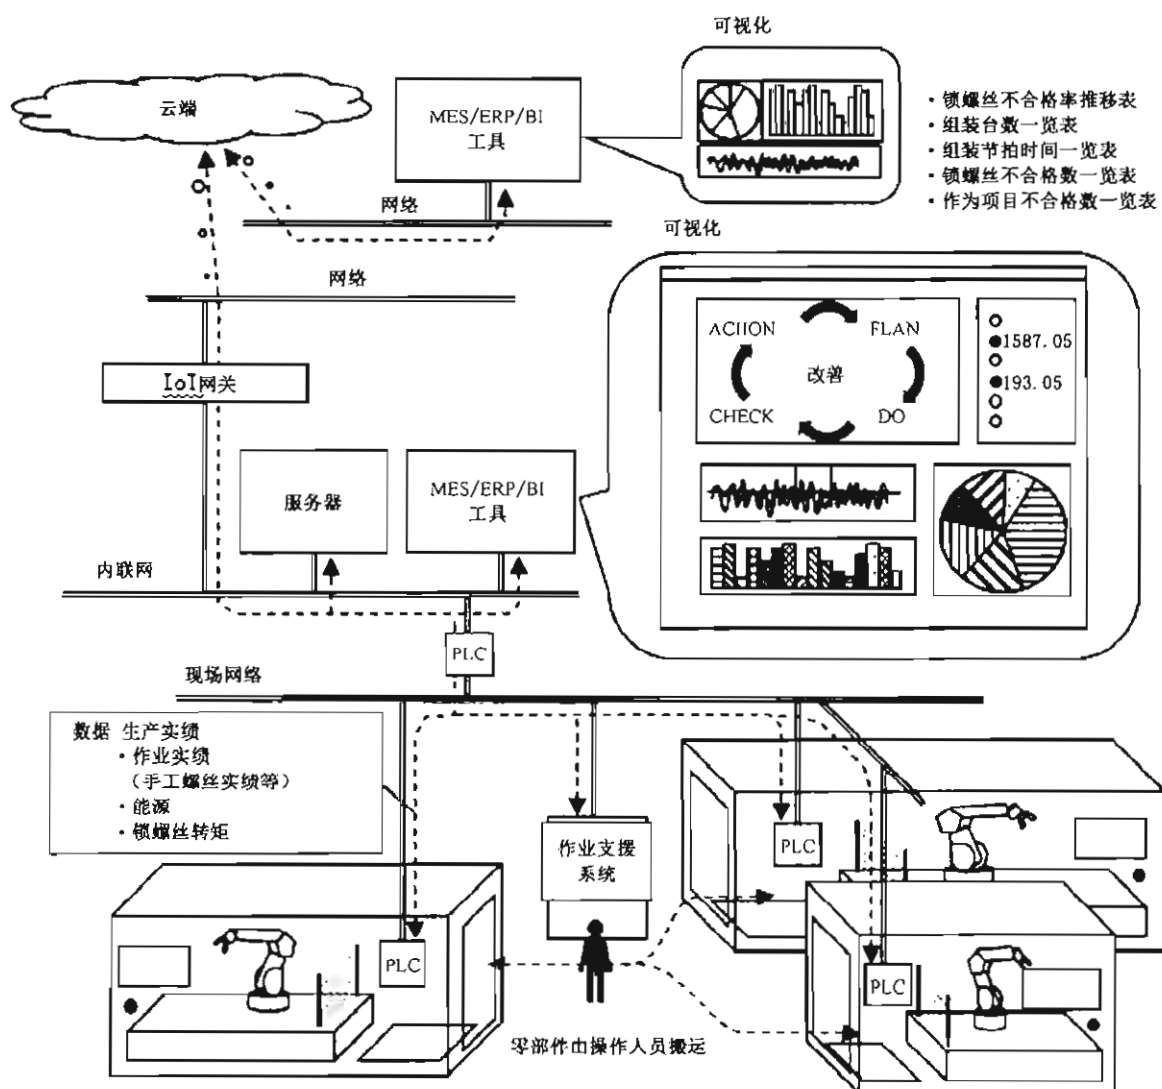 可视化
云端
MES/ERP/BI
工具
・锁螺丝不合格率推移表
・组装台数一览表
・组装节拍时间一览表
・锁螺丝不合格数一览表
・作为项目不合格数一览表
网络
可视化
网络
ACIION
FLAN
改善
CHECK
DO
1587.05
193.05
IoI网关
服务器
MES/ERP/BI
工具
内联网
PLC
现场网络
数据 生产实绩
・作业实绩
（手工螺丝实绩等）
・能源
・锁螺丝转矩
作业支援
系统
PLC
PLC
PLC
零部件由操作人员搬运